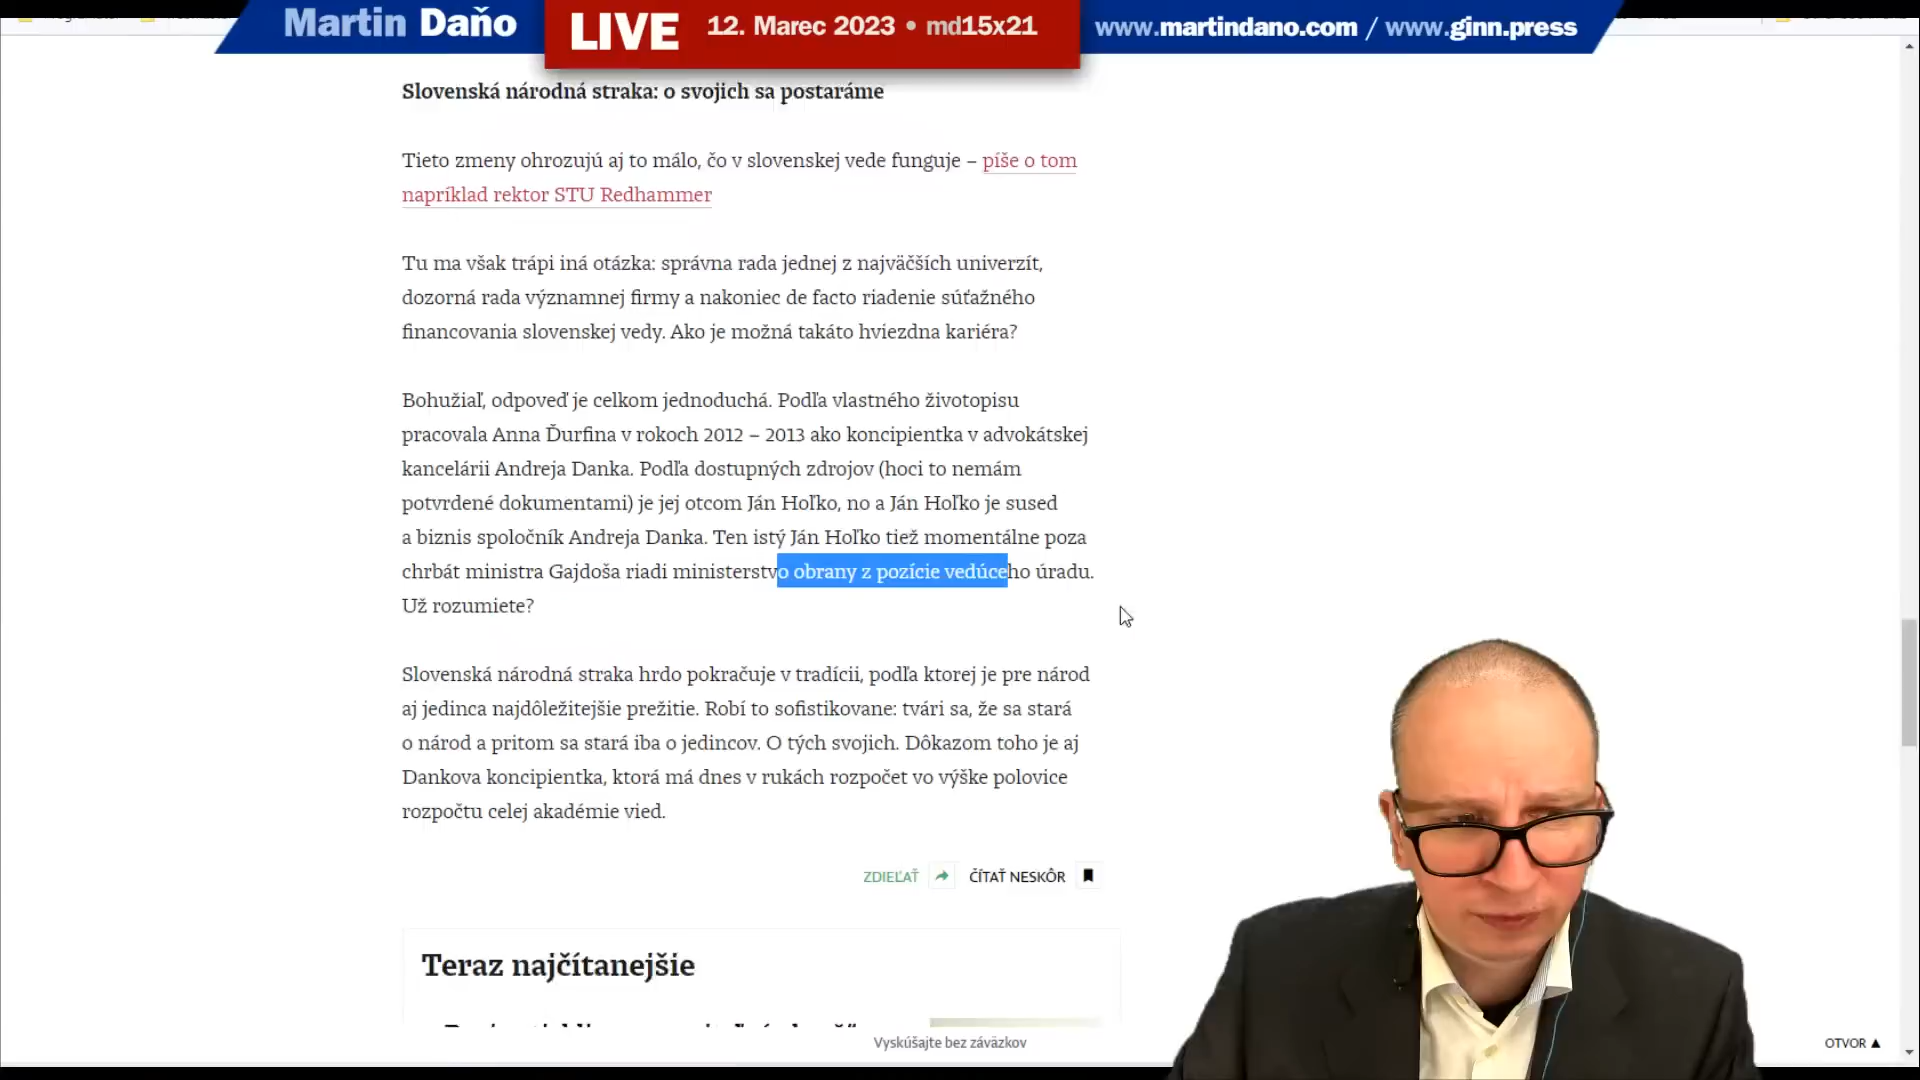 Martin Daňo
LIVE
12. Marec 2023 • md15x21
www.martindano.com / www.ginn.press
Slovenská národná straka: o svojich sa postaráme
Tieto zmeny ohrozujú aj to málo, čo v slovenskej vede funguje – píše o tom
napríklad rektor STU Redhammer
Tu ma však trápi iná otázka: správna rada jednej z najväčších univerzít,
dozorná rada významnej firmy a nakoniec de facto riadenie súťažného
financovania slovenskej vedy. Ako je možná takáto hviezdna kariéra?
Bohužiaľ, odpoveď je celkom jednoduchá. Podľa vlastného životopisu
pracovala Anna Ďurfina v rokoch 2012 – 2013 ako koncipientka v advokátskej
kancelárii Andreja Danka. Podľa dostupných zdrojov (hoci to nemám
potvrdené dokumentami) je jej otcom Ján Hoľko, no a Ján Hoľko je sused
a biznis spoločník Andreja Danka. Ten istý Ján Hoľko tiež momentálne poza
chrbát ministra Gajdoša riadi ministerstvo obrany z pozície vedúceho úradu.
Už rozumiete?
Slovenská národná straka hrdo pokračuje v tradícii, podľa ktorej je pre národ
aj jedinca najdôležitejšie prežitie. Robí to sofistikovane: tvári sa, že sa stará
o národ a pritom sa stará iba o jedincov. O tých svojich. Dôkazom toho je aj
Dankova koncipientka, ktorá má dnes v rukách rozpočet vo výške polovice
rozpočtu celej akadémie vied.
ZDIEĽAŤ
ČÍTAŤ NESKÔR
Teraz najčítanejšie
Vyskúšajte bez záväzkov
OTVOR ▲